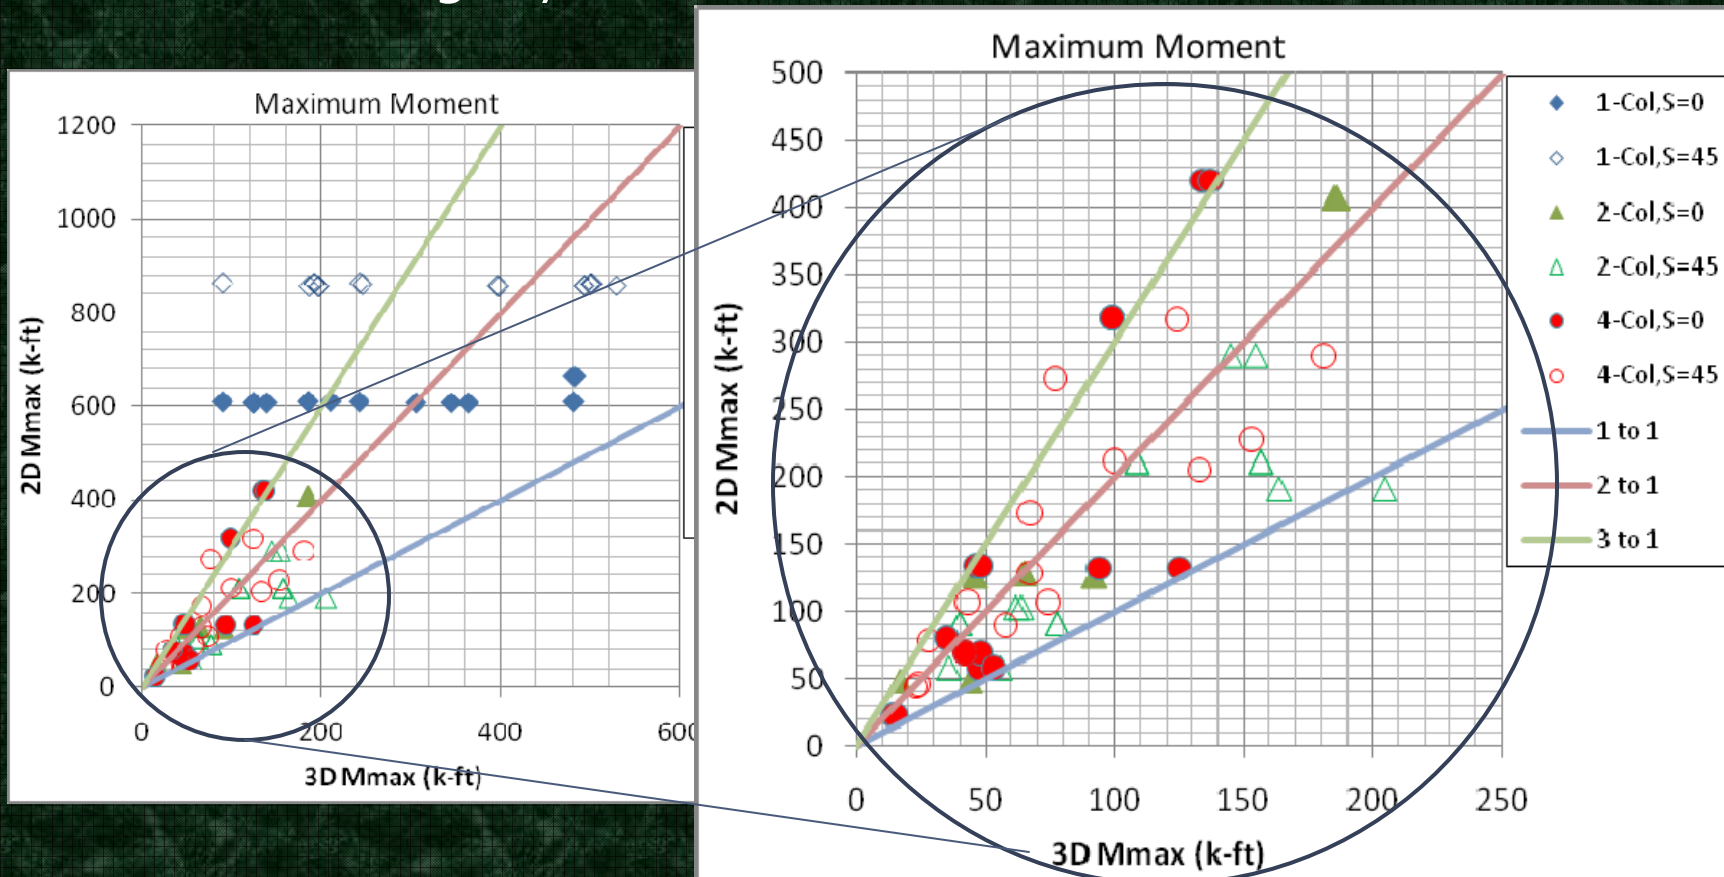 Maximum Moment
1200
1000
800
600
400
200
0
0
200
400
600
2D Mmax (k-ft)
3D Mmax (k-ft)
Maximum Moment
500
450
400
350
300
250
200
150
100
50
0
0
50
100
150
200
250
2D Mmax (k-ft)
3D Mmax (k-ft)
1-Col,S=0
1-Col,S=45
2-Col,S=0
2-Col,S=45
4-Col,S=0
4-Col,S=45
1 to 1
2 to 1
3 to 1